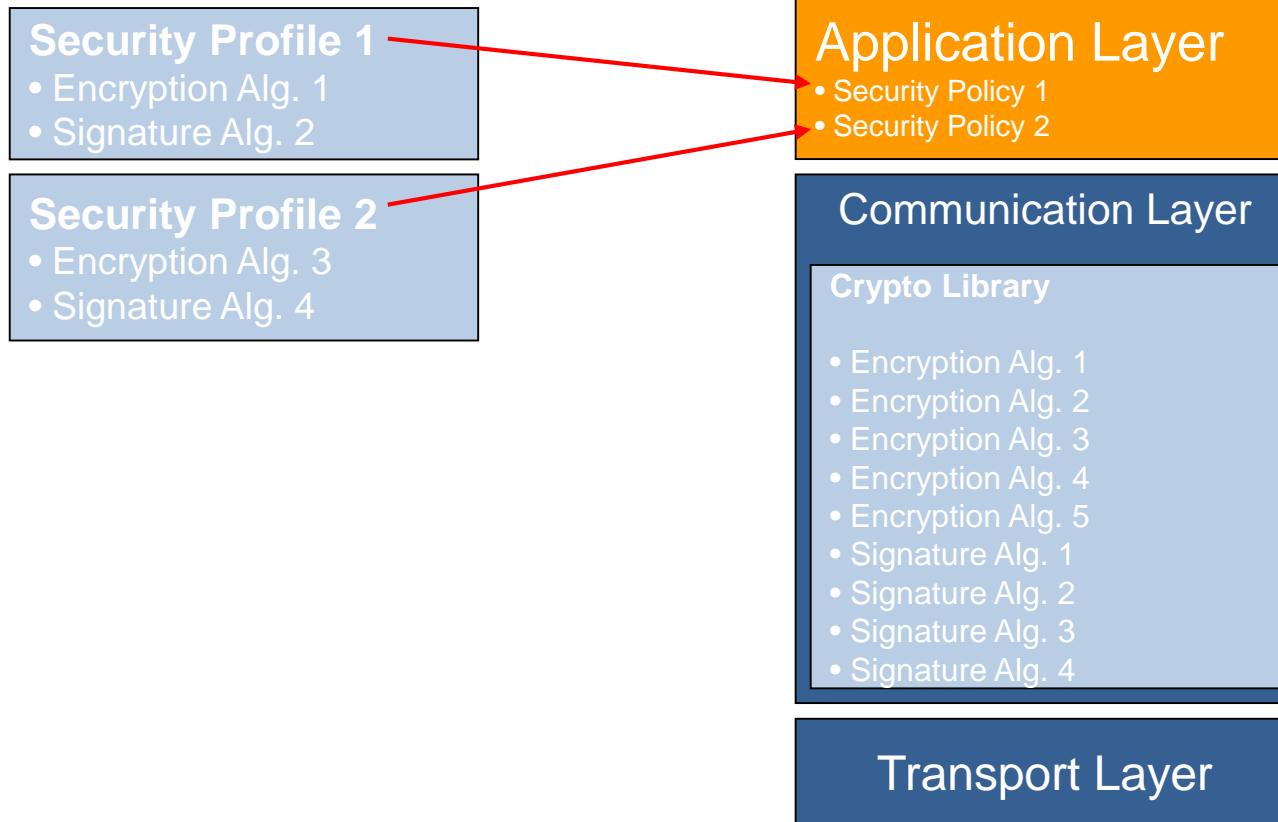 Security Profile 1
• Encryption Alg. 1
• Signature Alg. 2
Security Profile 2
• Encryption Alg. 3
• Signature Alg. 4
Application Layer
• Security Policy 1
• Security Policy 2
Communication Layer
Crypto Library
• Encryption Alg. 1
• Encryption Alg. 2
• Encryption Alg. 3
• Encryption Alg. 4
• Encryption Alg. 5
• Signature Alg. 1
• Signature Alg. 2
• Signature Alg. 3
• Signature Alg. 4
Transport Layer